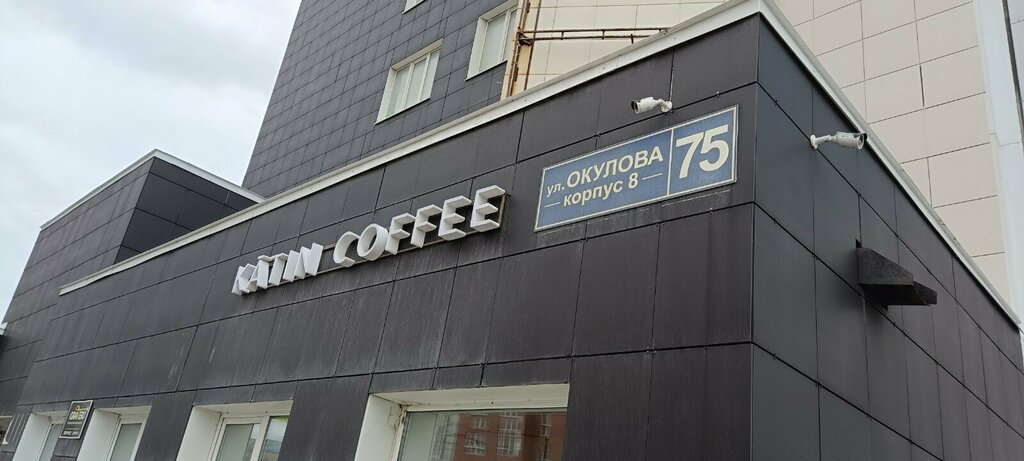 KATIN COFFEE
ул. ОКУЛОВА
корпус 8
75